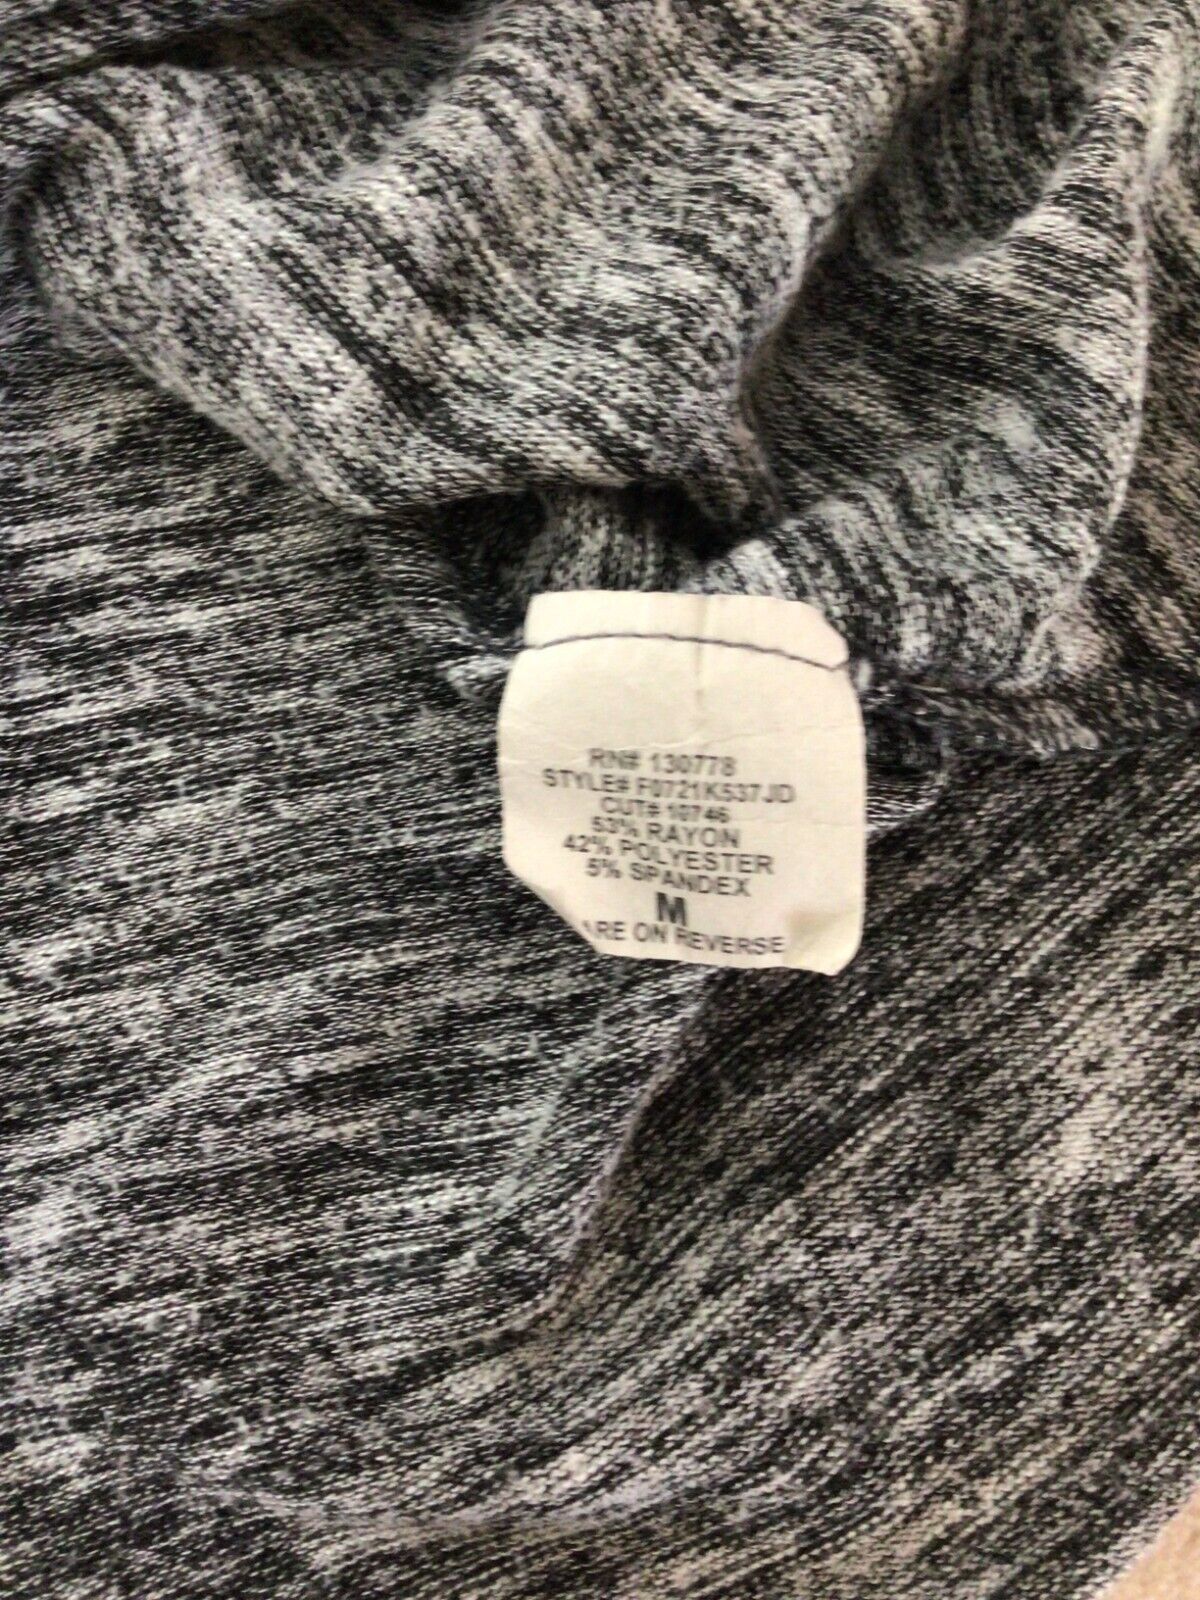 RN# 130778
STYLE# F0721K537JD
CUT# 10746
53% RAYON
42% POLYESTER
5% SPANDEX
M
ARE ON REVERSE